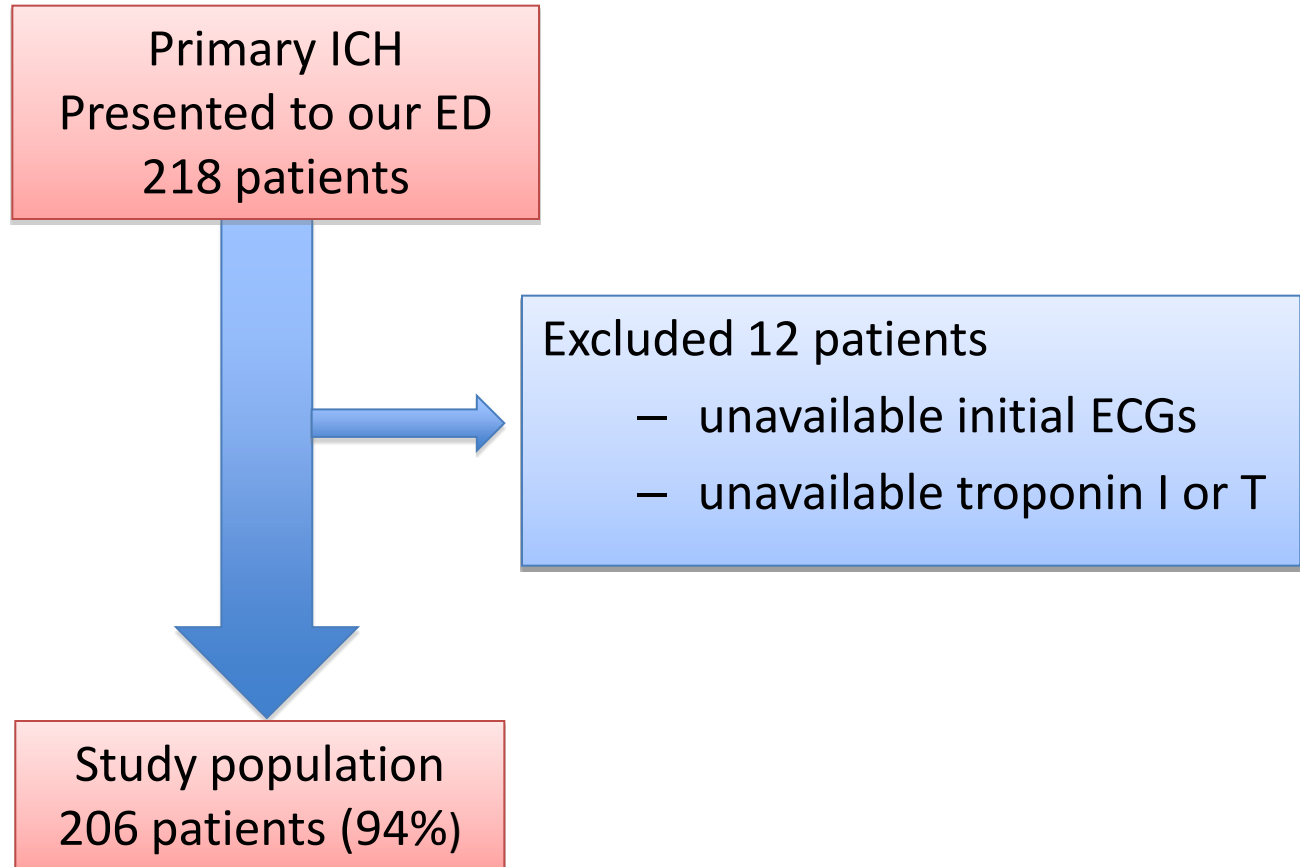 Primary ICH
Presented to our ED
218 patients
Excluded 12 patients
– unavailable initial ECGs
– unavailable troponin I or T
Study population
206 patients (94%)